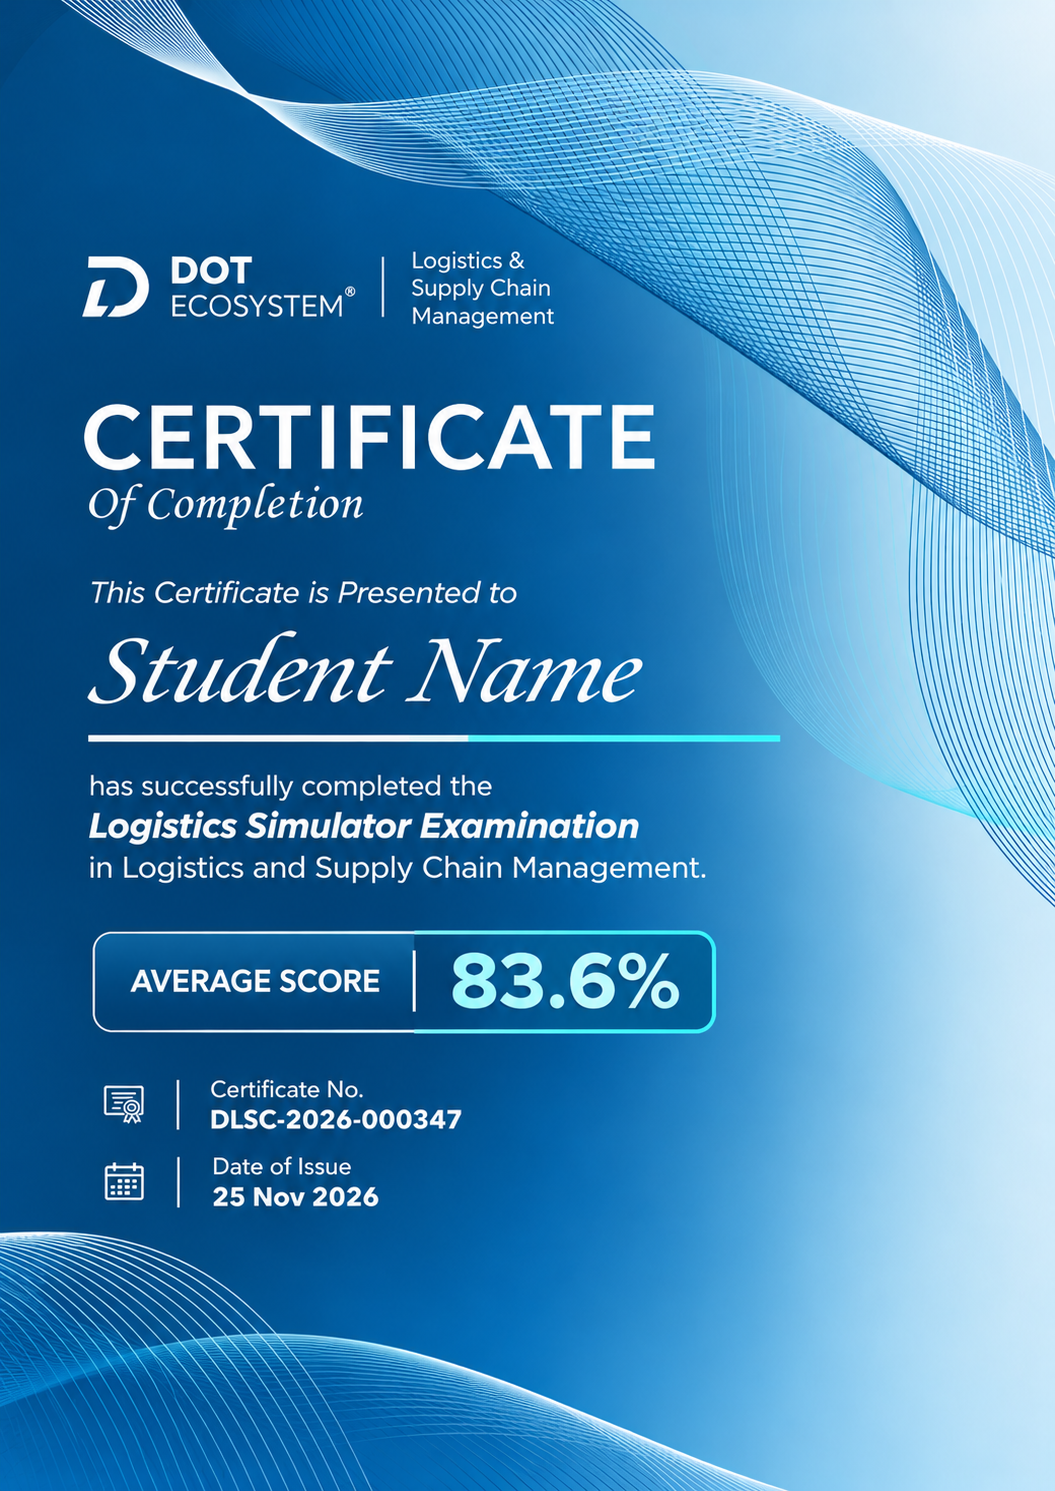 DOT
ECOSYSTEM®
Logistics &
Supply Chain
Management
CERTIFICATE
Of Completion
This Certificate is Presented to
Student Name
has successfully completed the
Logistics Simulator Examination
in Logistics and Supply Chain Management.
AVERAGE SCORE
83.6%
Certificate No.
DLSC-2026-000347
Date of Issue
25 Nov 2026